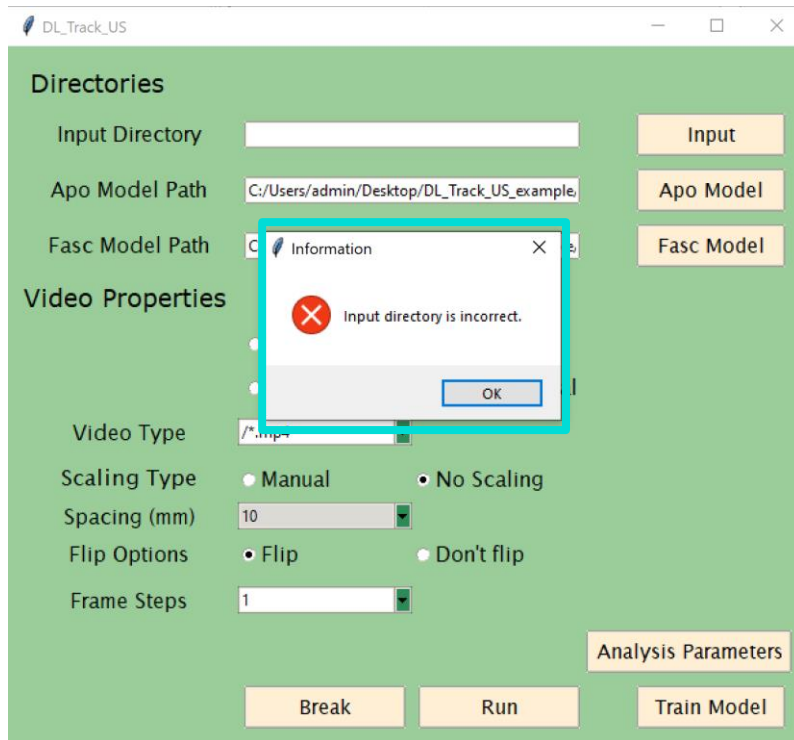 DL_Track_US
Directories
Input Directory
Input
Apo Model Path
C:/Users/admin/Desktop/DL_Track_US_example/
Apo Model
Fasc Model Path
C
Fasc Model
Information
Input directory is incorrect.
OK
Video Properties
Video Type
/*.mp4
Scaling Type
Manual
No Scaling
Spacing (mm)
10
Flip Options
Flip
Don't flip
Frame Steps
1
Analysis Parameters
Break
Run
Train Model